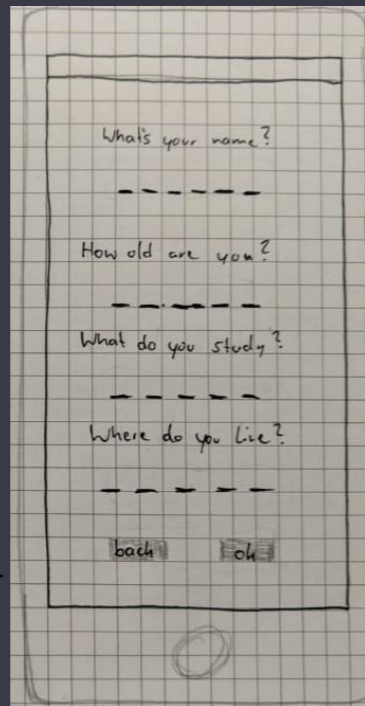 What's your name?
How old are you?
What do you study?
Where do you live?
back ok